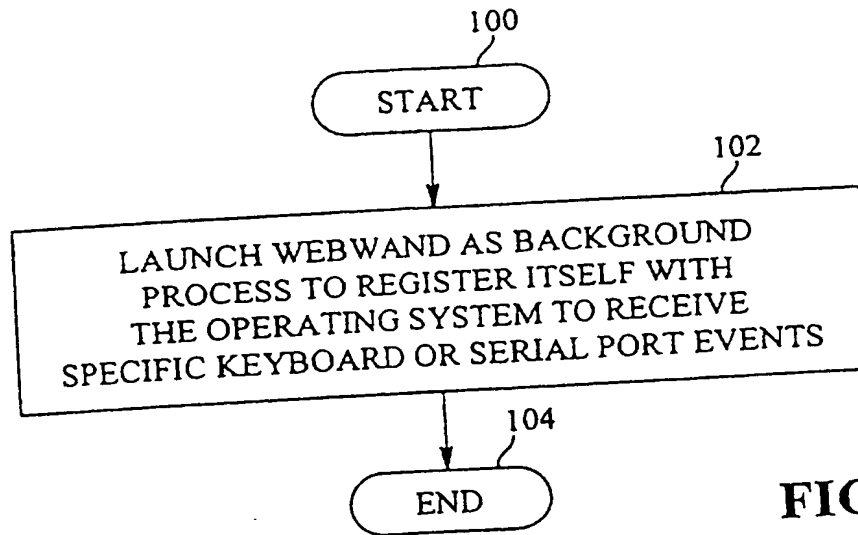 100
START
102
LAUNCH WEBWAND AS BACKGROUND
PROCESS TO REGISTER ITSELF WITH
THE OPERATING SYSTEM TO RECEIVE
SPECIFIC KEYBOARD OR SERIAL PORT EVENTS
104
END
FIG